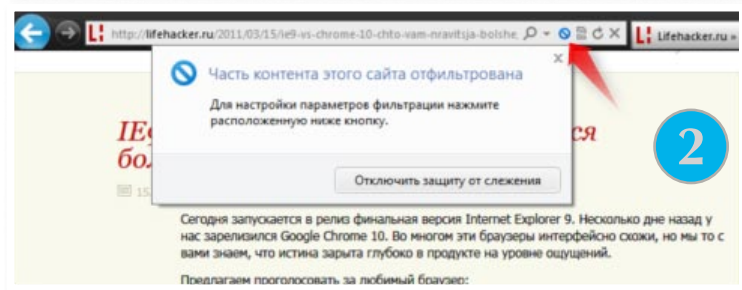 http://lifehacker.ru/2011/03/15/ie9-vs-chrome-10-chto-vam-nravitsja-bolshe,
Lifehacker.ru »
Часть контента этого сайта отфильтрована
Для настройки параметров фильтрации нажмите
расположенную ниже кнопку.
Отключить защиту от слежения
2
Сегодня запускается в релиз финальная версия Internet Explorer 9. Несколько дне назад у
нас зарелизился Google Chrome 10. Во многом эти браузеры интерфейсно схожи, но мы то с
вами знаем, что истина зарыта глубоко в продукте на уровне ощущений.
Предлагаем проголосовать за любимый браузер: